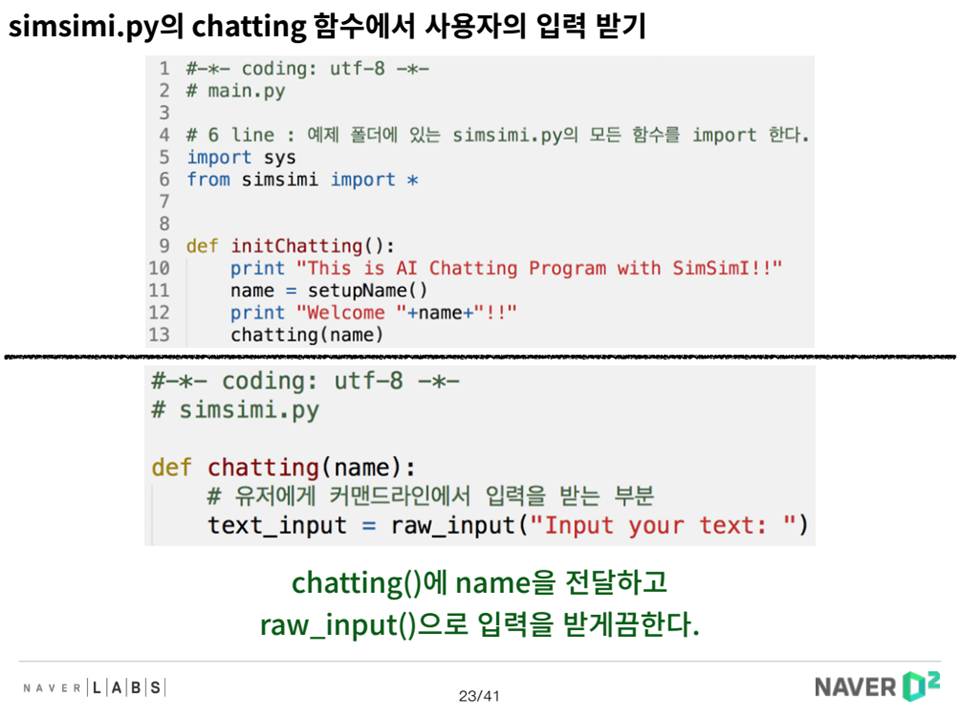 simsimi.py의 chatting 함수에서 사용자의 입력 받기
1 #-*- coding: utf-8 -*-
2 # main.py
3
4 # 6 line : 예제 폴더에 있는 simsimi.py의 모든 함수를 import 한다.
5 import sys
6 from simsimi import *
7
8
9 def initChatting():
10 print "This is AI Chatting Program with SimSimI!!"
11 name = setupName()
12 print "Welcome "+name+"!!"
13 chatting(name)
#-*- coding: utf-8 -*-
# simsimi.py
def chatting(name):
# 유저에게 커맨드라인에서 입력을 받는 부분
text_input = raw_input("Input your text: ")
chatting()에 name을 전달하고
raw_input()으로 입력을 받게끔한다.
NAVER |L|A|B|S|
23/41
NAVER D2